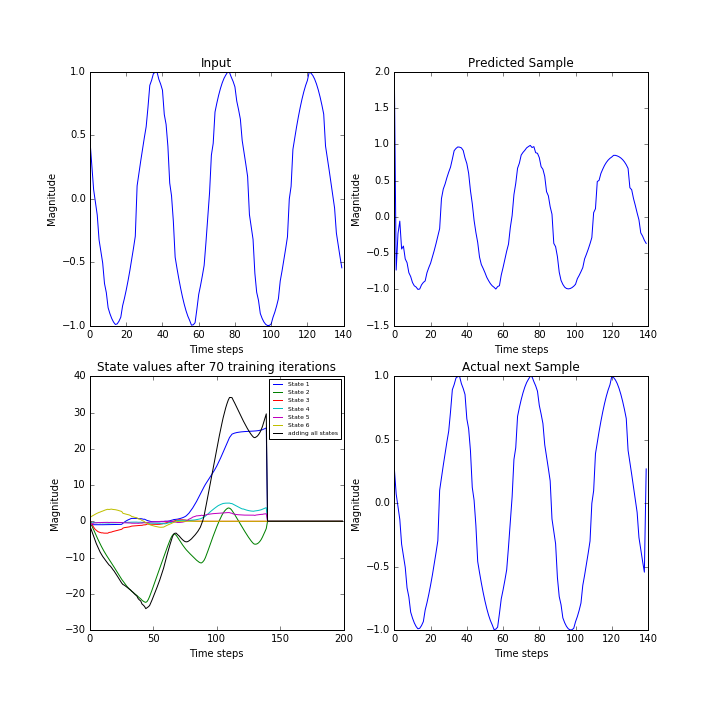 Input
Magnitude
1.0
0.5
0.0
−0.5
−1.0
0 20 40 60 80 100 120 140
Time steps
Predicted Sample
Magnitude
2.0
1.5
1.0
0.5
0.0
−0.5
−1.0
−1.5
0 20 40 60 80 100 120 140
Time steps
State values after 70 training iterations
Magnitude
40
30
20
10
0
−10
−20
−30
0 50 100 150 200
Time steps
State 1
State 2
State 3
State 4
State 5
State 6
adding all states
Actual next Sample
Magnitude
1.0
0.5
0.0
−0.5
−1.0
0 20 40 60 80 100 120 140
Time steps